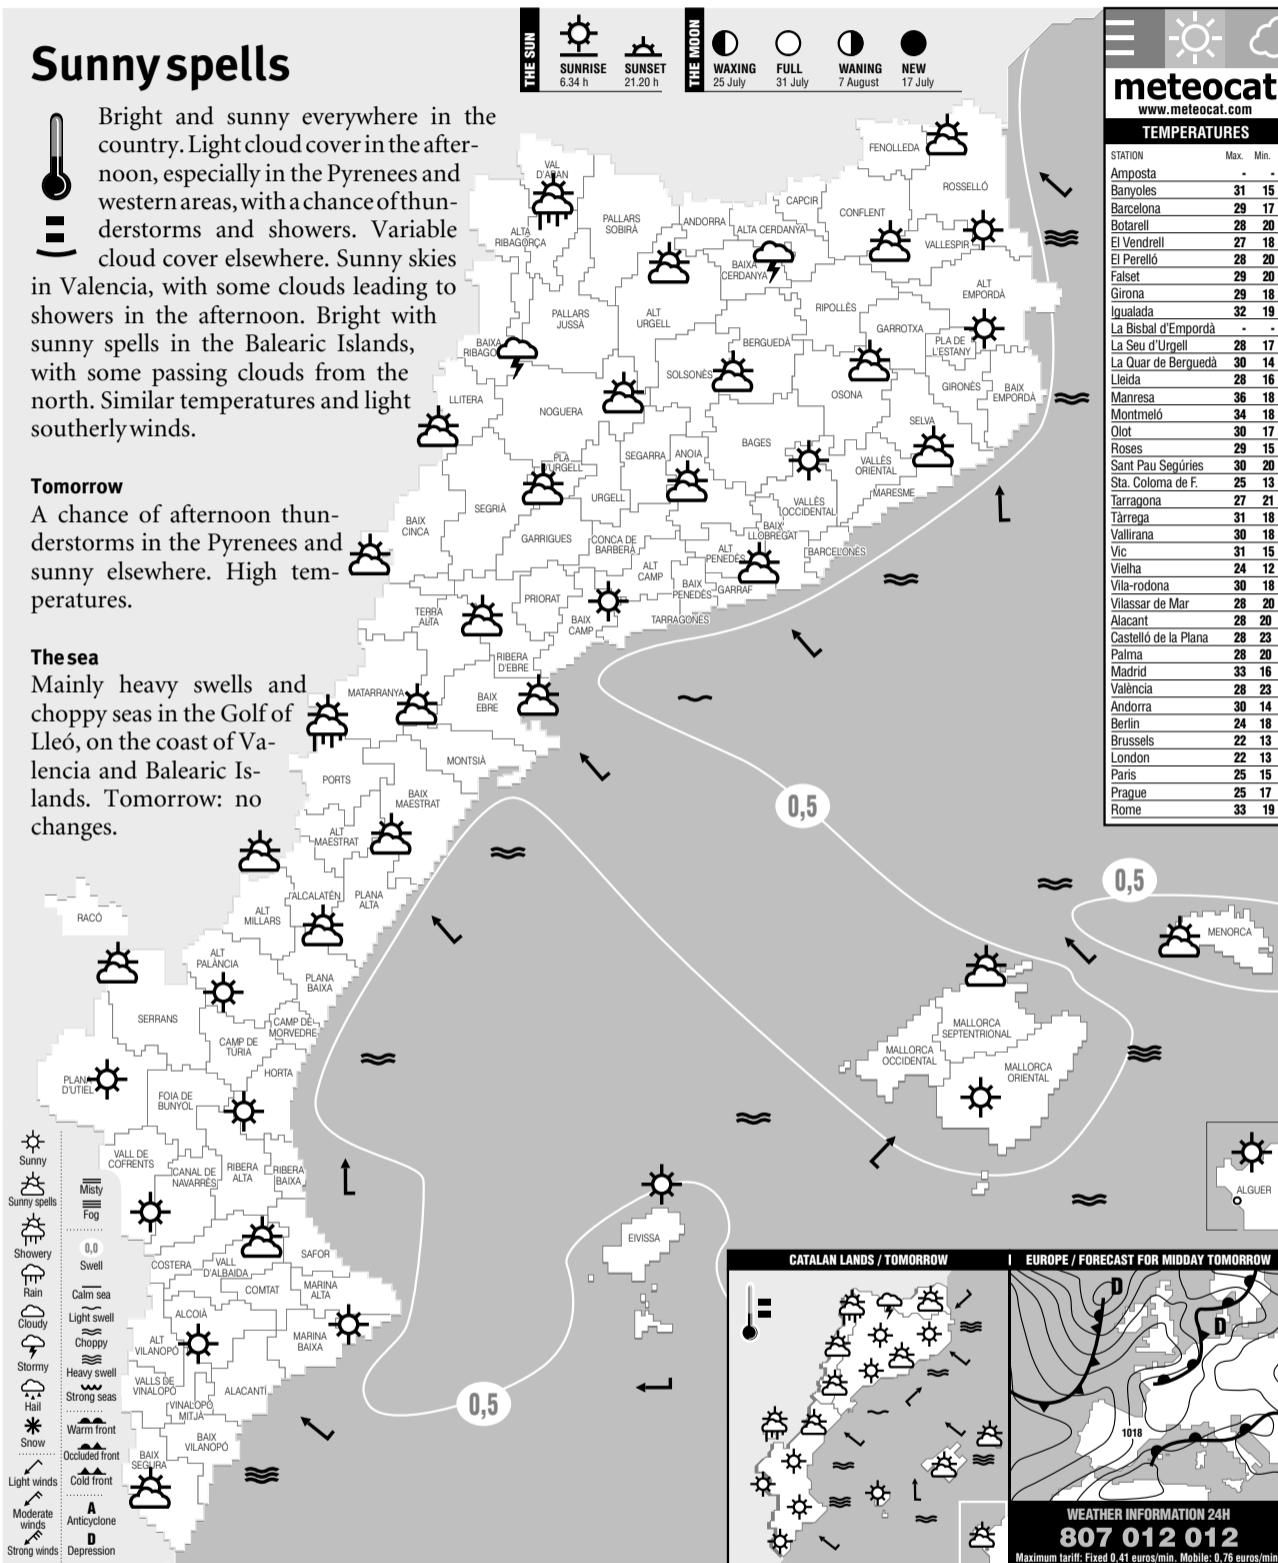 Sunny spells
Bright and sunny everywhere in the
country. Light cloud cover in the after-
noon, especially in the Pyrenees and
western areas, with a chance of thun-
derstorms and showers. Variable
cloud cover elsewhere. Sunny skies
in Valencia, with some clouds leading to
showers in the afternoon. Bright with
sunny spells in the Balearic Islands,
with some passing clouds from the
north. Similar temperatures and light
southerly winds.
Tomorrow
A chance of afternoon thun-
derstorms in the Pyrenees and
sunny elsewhere. High tem-
peratures.
The sea
Mainly heavy swells and
choppy seas in the Golf of
Lleó, on the coast of Va-
lencia and Balearic Is-
lands. Tomorrow: no
changes.
THE SUN
SUNRISE
6.34 h
SUNSET
21.20 h
THE MOON
WAXING
25 July
FULL
31 July
WANING
7 August
NEW
17 July
meteocat
www.meteocat.com
TEMPERATURES
STATION Max. Min.
Amposta - -
Banyoles 31 15
Barcelona 29 17
Botarell 28 20
El Vendrell 27 18
El Perelló 28 20
Falset 29 20
Girona 29 18
Igualada 32 19
La Bisbal d'Empordà - -
La Seu d'Urgell 28 17
La Quar de Berguedà 30 14
Lleida 28 16
Manresa 36 18
Montmeló 34 18
Olot 30 17
Roses 29 15
Sant Pau Segúries 30 20
Sta. Coloma de F. 25 13
Tarragona 27 21
Tàrrega 31 18
Vallirana 30 18
Vic 31 15
Vielha 24 12
Vila-rodona 30 18
Vilassar de Mar 28 20
Alacant 28 20
Castelló de la Plana 28 23
Palma 28 20
Madrid 33 16
València 28 23
Andorra 30 14
Berlin 24 18
Brussels 22 13
London 22 13
Paris 25 15
Prague 25 17
Rome 33 19
FENOLLEDA
ROSSELLÓ
VAL
D'ARAN
CAPCIR
CONFLENT
PALLARS
SOBIRÀ
ANDORRA
ALTA CERDANYA
ALTA
RIBAGORÇA
VALLESPIR
BAIXA
CERDANYA
ALT
EMPORDÀ
PALLARS
JUSSÀ
ALT
URGELL
RIPOLLÈS
GARROTXA
BERGUEDÀ
PLA DE
L'ESTANY
BAIXA
RIBAGO
SOLSONÈS
GIRONÈS
BAIX
EMPORDÀ
OSONA
LLITERA
NOGUERA
SELVA
BAGES
SEGARRA
ANOIA
PLA
D'URGELL
VALLÈS
ORIENTAL
MARESME
URGELL
SEGRIÀ
VALLÈS
OCCIDENTAL
BAIX
CINCA
BAIX
LLOBREGAT
GARRIGUES
CONCA DE
BARBERÀ
ALT
PENEDÈS
BARCELONÈS
ALT
CAMP
BAIX
PENEDÈS
GARRAF
PRIORAT
TERRA
ALTA
BAIX
CAMP
TARRAGONÈS
RIBERA
D'EBRE
MATARRANYA
BAIX
EBRE
MONTSIÀ
PORTS
BAIX
MAESTRAT
0,5
ALT
MAESTRAT
ALCALATÉN
PLANA
ALTA
0,5
RACÓ
ALT
MILLARS
MENORCA
ALT
PALÀNCIA
PLANA
BAIXA
SERRANS
CAMP DE
MORVEDRE
MALLORCA
SEPTENTRIONAL
CAMP DE
TÚRIA
MALLORCA
OCCIDENTAL
MALLORCA
ORIENTAL
HORTA
PLANA
D'UTIEL
FOIA DE
BUNYOL
VALL DE
COFRENTS
CANAL DE
NAVARRÉS
RIBERA
ALTA
RIBERA
BAIXA
ALGUER
EIVISSA
SAFOR
COSTERA
VALL
D'ALBAIDA
COMTAT
MARINA
ALTA
ALCOIÀ
ALT
VILANOPÓ
MARINA
BAIXA
VALLS DE
VINALOPÓ
ALACANTÍ
VINALOPÓ
MITJÀ
BAIX
VILANOPÓ
BAIX
SEGURA
0,5
Sunny
Sunny spells
Showery
Rain
Cloudy
Stormy
Hail
Snow
Light winds
Moderate
winds
Strong winds
Misty
Fog
0,0
Swell
Calm sea
Light swell
Choppy
Heavy swell
Strong seas
Warm front
Occluded front
Cold front
A
Anticyclone
D
Depression
CATALAN LANDS / TOMORROW
EUROPE / FORECAST FOR MIDDAY TOMORROW
D
D
1018
WEATHER INFORMATION 24H
807 012 012
Maximum tariff: Fixed 0,41 euros/min. Mobile: 0,76 euros/min